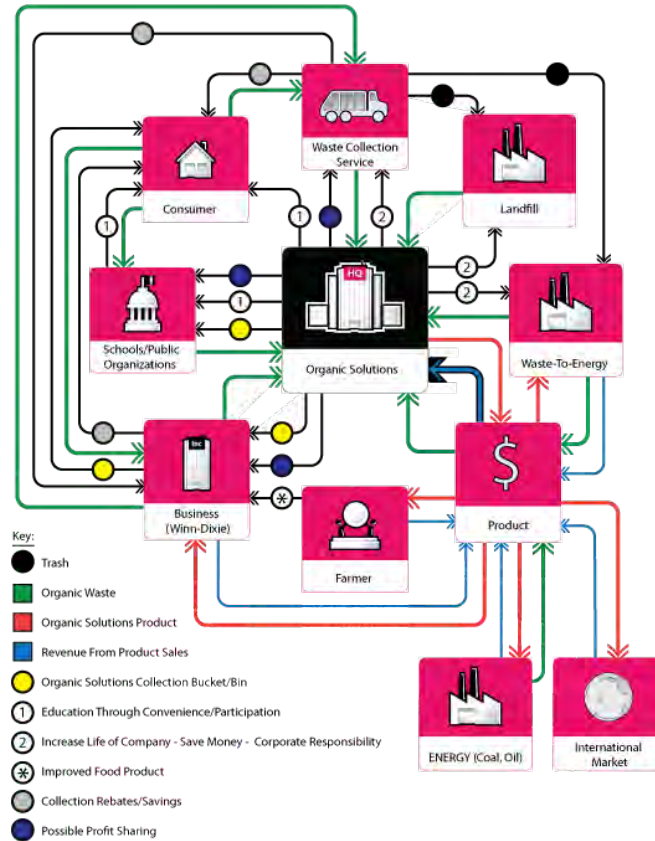 Waste Collection
Service
Consumer
1
1
2
Landfill
HQ
2
2
1
Schools/Public
Organizations
Organic Solutions
Waste-To-Energy
inc
$
Business
(Winn-Dixie)
*
Farmer
Product
Key:
Trash
Organic Waste
Organic Solutions Product
Revenue From Product Sales
Organic Solutions Collection Bucket/Bin
1 Education Through Convenience/Participation
2 Increase Life of Company - Save Money - Corporate Responsibility
* Improved Food Product
Collection Rebates/Savings
Possible Profit Sharing
ENERGY (Coal, Oil)
International
Market